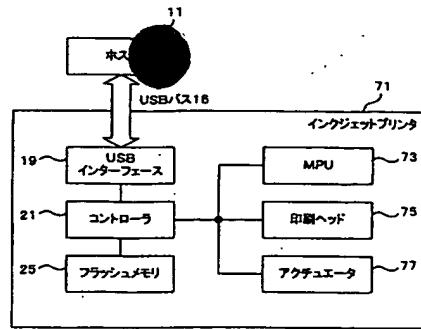 11
ホス
USBバス16
71
インクジェットプリンタ
19
USB
インターフェース
MPU
73
21
コントローラ
印刷ヘッド
75
25
フラッシュメモリ
アクチュエータ
77